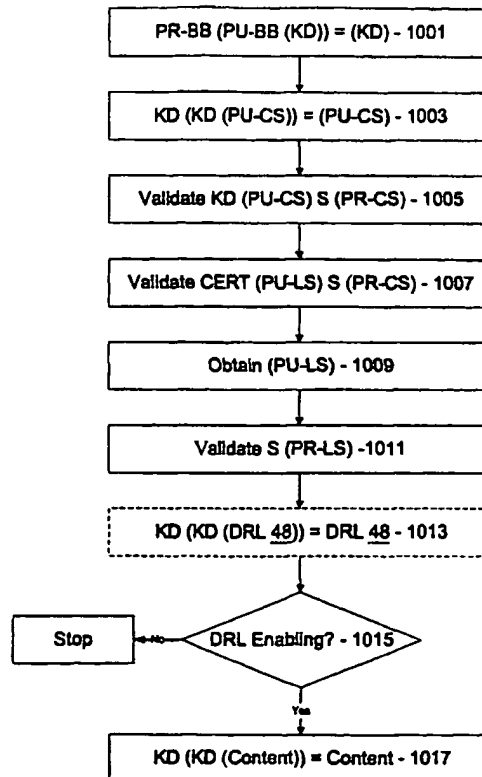 PR-BB (PU-BB (KD)) = (KD) - 1001
KD (KD (PU-CS)) = (PU-CS) - 1003
Validate KD (PU-CS) S (PR-CS) - 1005
Validate CERT (PU-LS) S (PR-CS) - 1007
Obtain (PU-LS) - 1009
Validate S (PR-LS) -1011
KD (KD (DRL 48)) = DRL 48 - 1013
Stop
No
DRL Enabling? - 1015
Yes
KD (KD (Content)) = Content - 1017